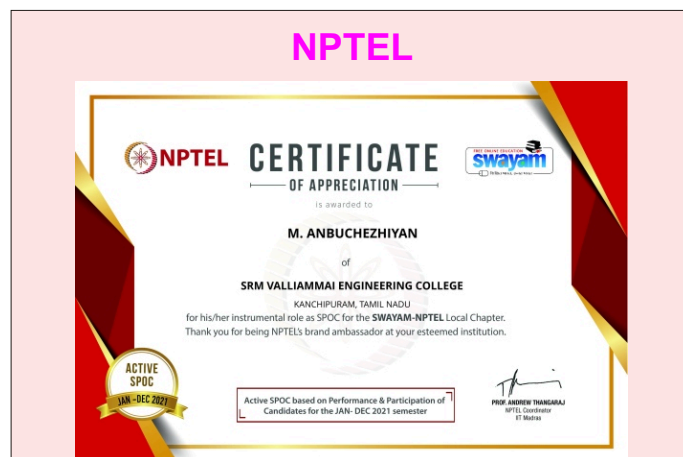 NPTEL
NPTEL
CERTIFICATE
OF APPRECIATION
FREE ONLINE EDUCATION
swayam
is awarded to
M. ANBUCHEZHIYAN
of
SRM VALLIAMMAI ENGINEERING COLLEGE
KANCHIPURAM, TAMIL NADU
for his/her instrumental role as SPOC for the SWAYAM-NPTEL Local Chapter.
Thank you for being NPTEL's brand ambassador at your esteemed institution.
ACTIVE
SPOC
JAN -DEC 2021
Active SPOC based on Performance & Participation of
Candidates for the JAN- DEC 2021 semester
PROF. ANDREW THANGARAJ
NPTEL Coordinator
IIT Madras